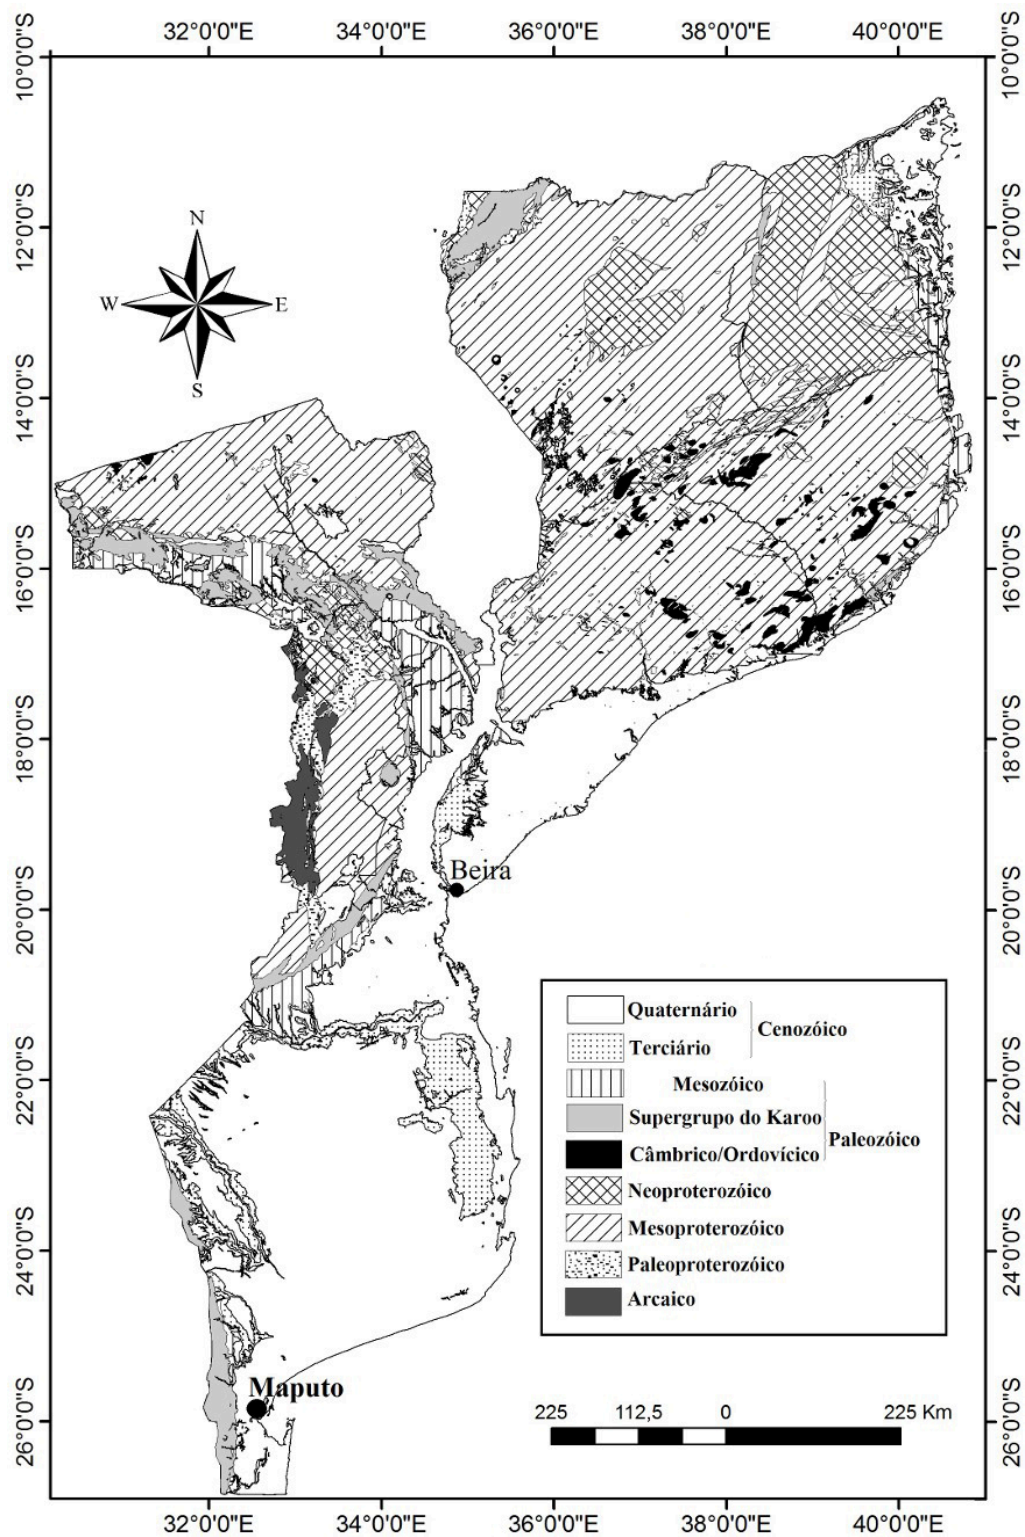 32°0'0"E 34°0'0"E 36°0'0"E 38°0'0"E 40°0'0"E
10°0'0"S 10°0'0"S
N
12°0'0"S 12°0'0"S
W E
S
14°0'0"S 14°0'0"S
16°0'0"S 16°0'0"S
18°0'0"S 18°0'0"S
Beira
20°0'0"S 20°0'0"S
Quaternário
Cenozóico
Terciário
22°0'0"S 22°0'0"S
Mesozóico
Supergrupo do Karoo
Paleozóico
Câmbrico/Ordovícico
Neoproterozóico
Mesoproterozóico
24°0'0"S 24°0'0"S
Paleoproterozóico
Arcaico
Maputo
225 112,5 0 225 Km
26°0'0"S 26°0'0"S
32°0'0"E 34°0'0"E 36°0'0"E 38°0'0"E 40°0'0"E